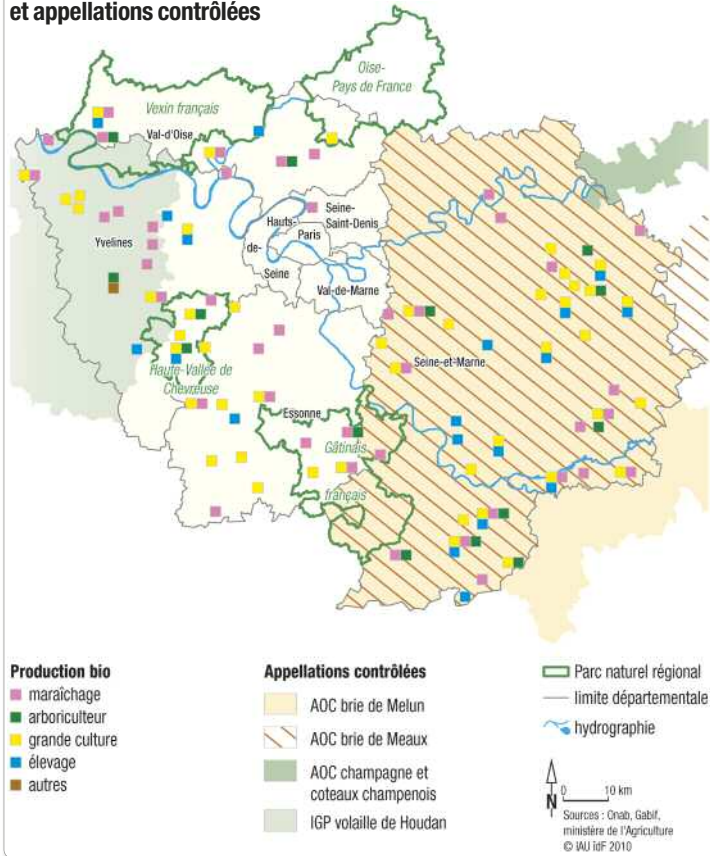 et appellations contrôlées
Oise-
Pays de France
Vexin français
Val-d'Oise
Seine-
Saint-Denis
Hauts-
Paris
Yvelines
de-
Seine
Val-de-Marne
Seine-et-Marne
Haute-Vallée de
Chevreuse
Essonne
Gâtinais
français
Production bio
maraîchage
arboriculteur
grande culture
élevage
autres
Appellations contrôlées
AOC brie de Melun
AOC brie de Meaux
AOC champagne et
coteaux champenois
IGP volaille de Houdan
Parc naturel régional
limite départementale
hydrographie
0 10 km
N
Sources : Onab, Gabif,
ministère de l'Agriculture
© IAU îdF 2010